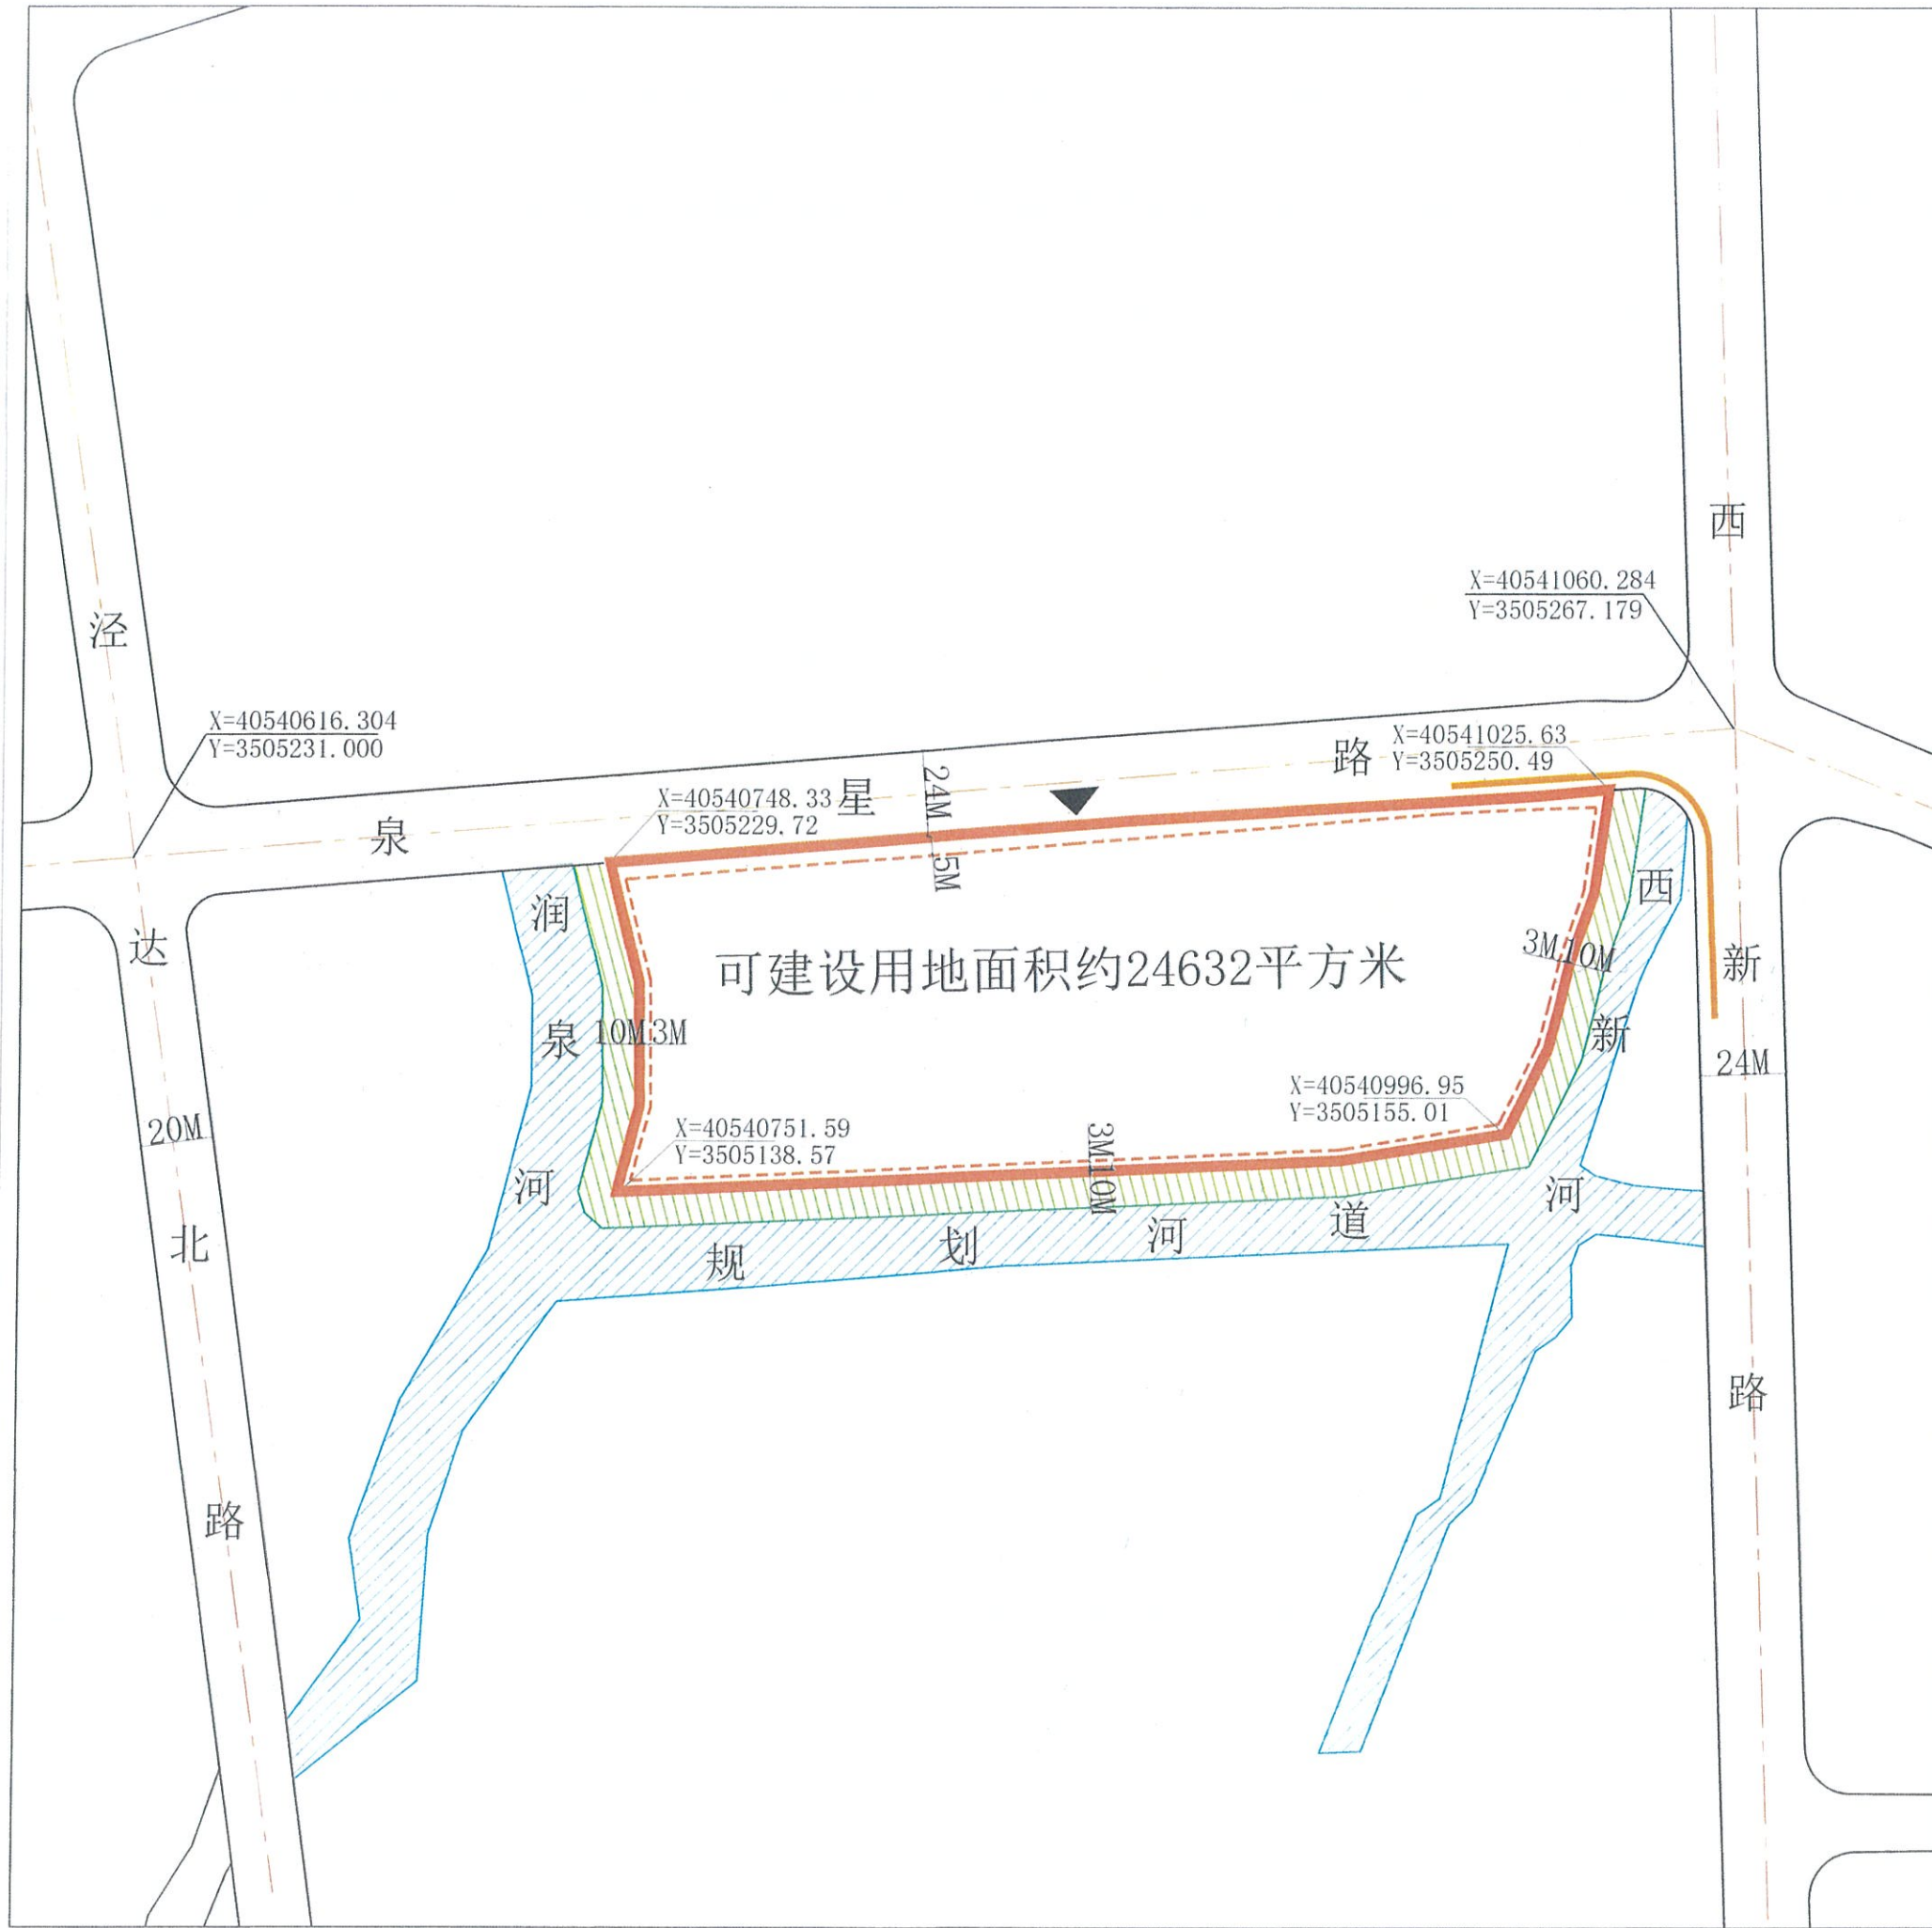 泾达北路
20M
X=40540616.304
Y=3505231.000
泉星路
24M
5M
X=40540748.33
Y=3505229.72
X=40541025.63
Y=3505250.49
X=40541060.284
Y=3505267.179
西新路
24M
可建设用地面积约24632平方米
润泉河
10M 3M
西新河
3M 10M
X=40540751.59
Y=3505138.57
X=40540996.95
Y=3505155.01
3M 10M
规划河道